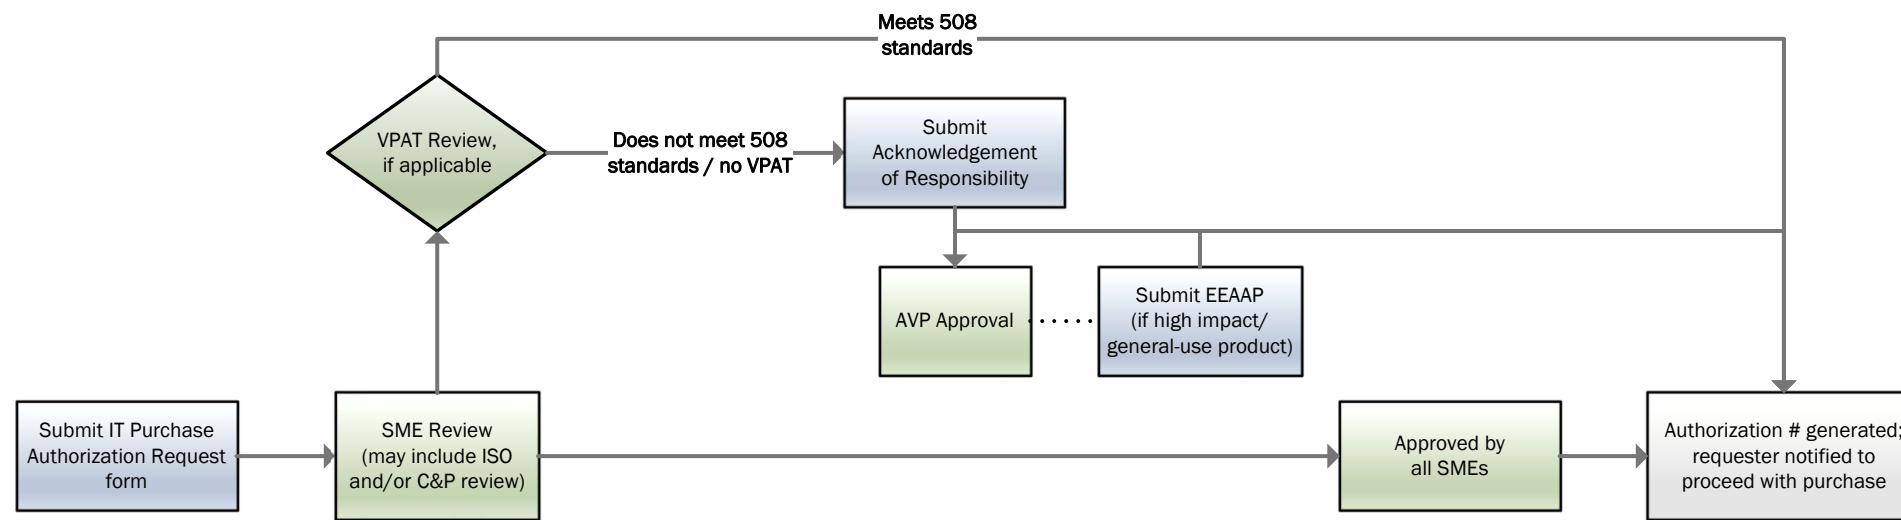 Meets 508
standards
VPAT Review,
if applicable
Does not meet 508
standards / no VPAT
Submit
Acknowledgement
of Responsibility
AVP Approval
Submit EEAAP
(if high impact/
general-use product)
Submit IT Purchase
Authorization Request
form
SME Review
(may include ISO
and/or C&P review)
Approved by
all SMEs
Authorization # generated;
requester notified to
proceed with purchase